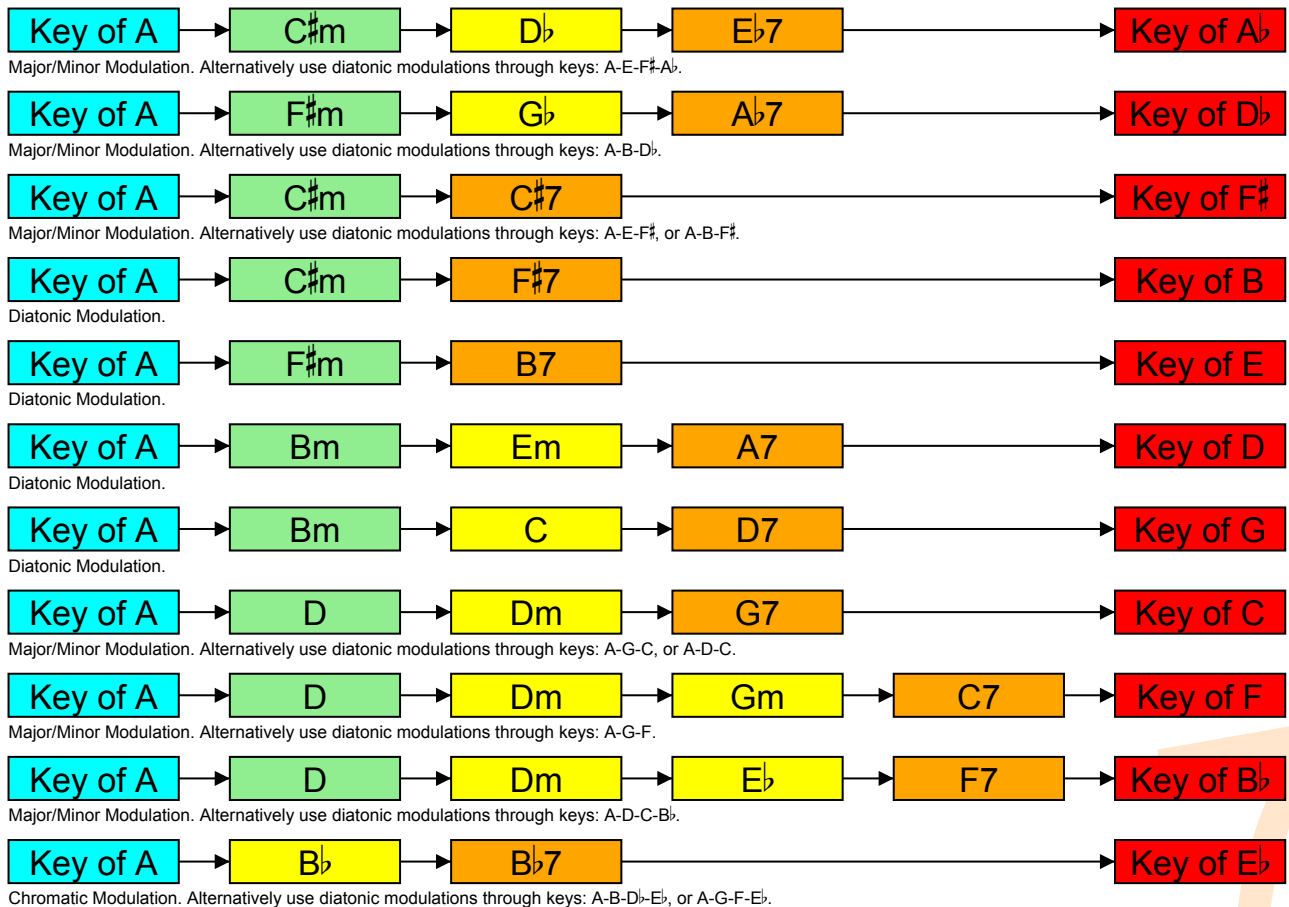 Key of A C♯m D♭ E♭7 Key of A♭
Major/Minor Modulation. Alternatively use diatonic modulations through keys: A-E-F♯-A♭.
Key of A F♯m G♭ A♭7 Key of D♭
Major/Minor Modulation. Alternatively use diatonic modulations through keys: A-B-D♭.
Key of A C♯m C♯7 Key of F♯
Major/Minor Modulation. Alternatively use diatonic modulations through keys: A-E-F♯, or A-B-F♯.
Key of A C♯m F♯7 Key of B
Diatonic Modulation.
Key of A F♯m B7 Key of E
Diatonic Modulation.
Key of A Bm Em A7 Key of D
Diatonic Modulation.
Key of A Bm C D7 Key of G
Diatonic Modulation.
Key of A D Dm G7 Key of C
Major/Minor Modulation. Alternatively use diatonic modulations through keys: A-G-C, or A-D-C.
Key of A D Dm Gm C7 Key of F
Major/Minor Modulation. Alternatively use diatonic modulations through keys: A-G-F.
Key of A D Dm E♭ F7 Key of B♭
Major/Minor Modulation. Alternatively use diatonic modulations through keys: A-D-C-B♭.
Key of A B♭ B♭7 Key of E♭
Chromatic Modulation. Alternatively use diatonic modulations through keys: A-B-D♭-E♭, or A-G-F-E♭.